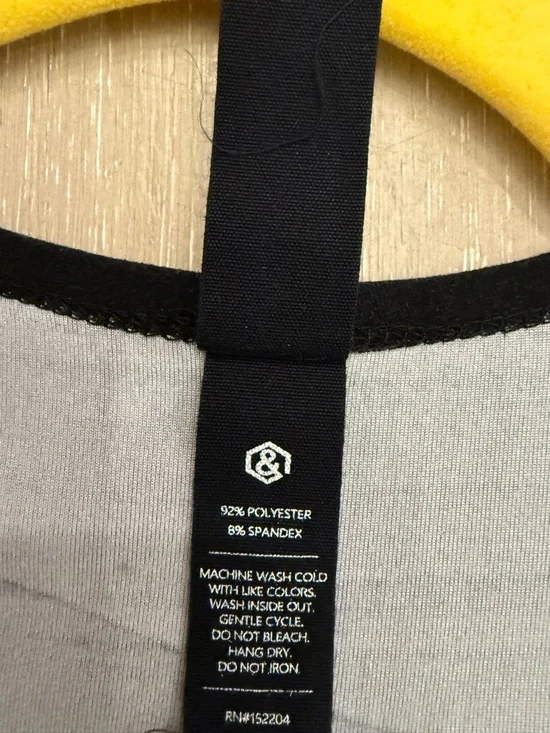 &
92% POLYESTER
8% SPANDEX
MACHINE WASH COLD
WITH LIKE COLORS.
WASH INSIDE OUT.
GENTLE CYCLE.
DO NOT BLEACH.
HANG DRY.
DO NOT IRON.
RN#152204